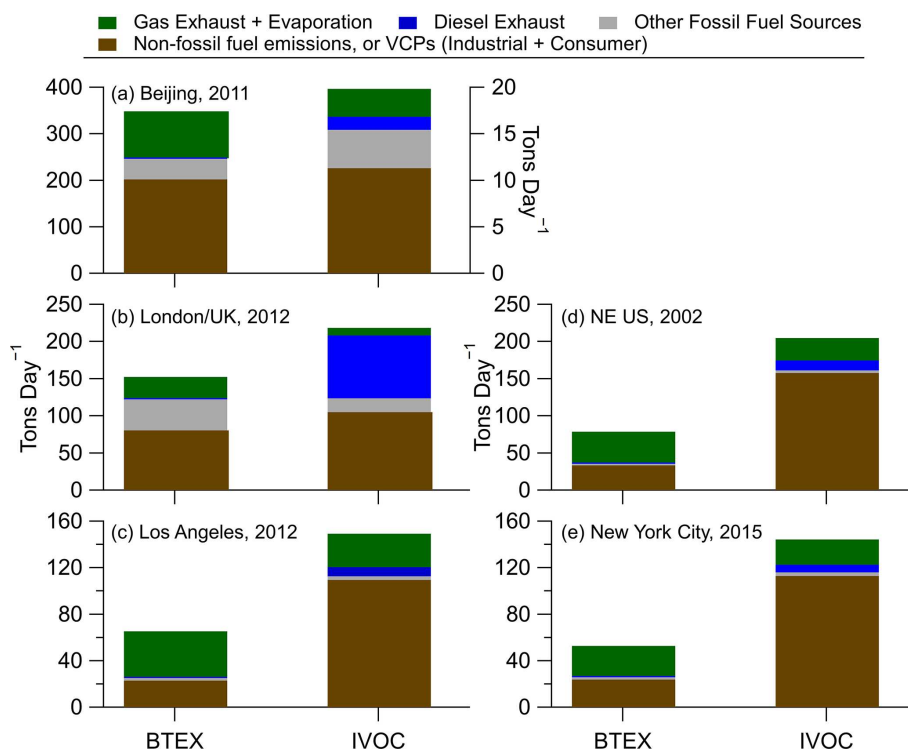 Gas Exhaust + Evaporation Diesel Exhaust Other Fossil Fuel Sources
Non-fossil fuel emissions, or VCPs (Industrial + Consumer)
(a) Beijing, 2011
400
300
200
100
0
20
15
10
5
0
Tons Day⁻¹
(b) London/UK, 2012
250
200
150
100
50
0
Tons Day⁻¹
(d) NE US, 2002
250
200
150
100
50
0
Tons Day⁻¹
(c) Los Angeles, 2012
160
120
80
40
0
BTEX IVOC
(e) New York City, 2015
160
120
80
40
0
BTEX IVOC